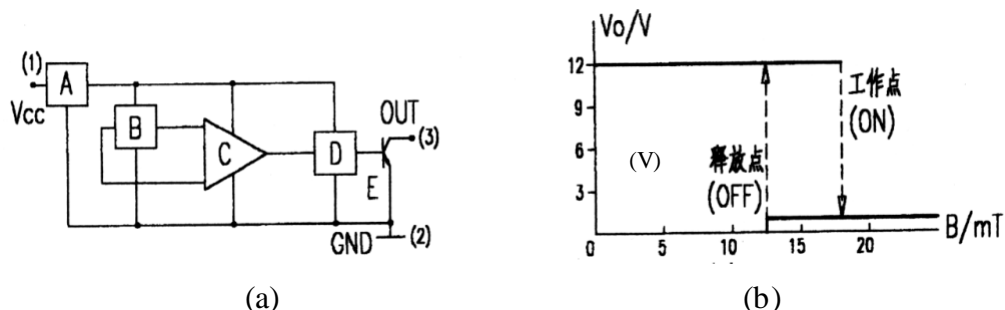 (1)
A
Vcc
B
C
D
E
OUT
(3)
GND
(2)
(a)
Vo/V
12
9
6
3
(V)
释放点
(OFF)
工作点
(ON)
0
5
10
15
20
B/mT
(b)